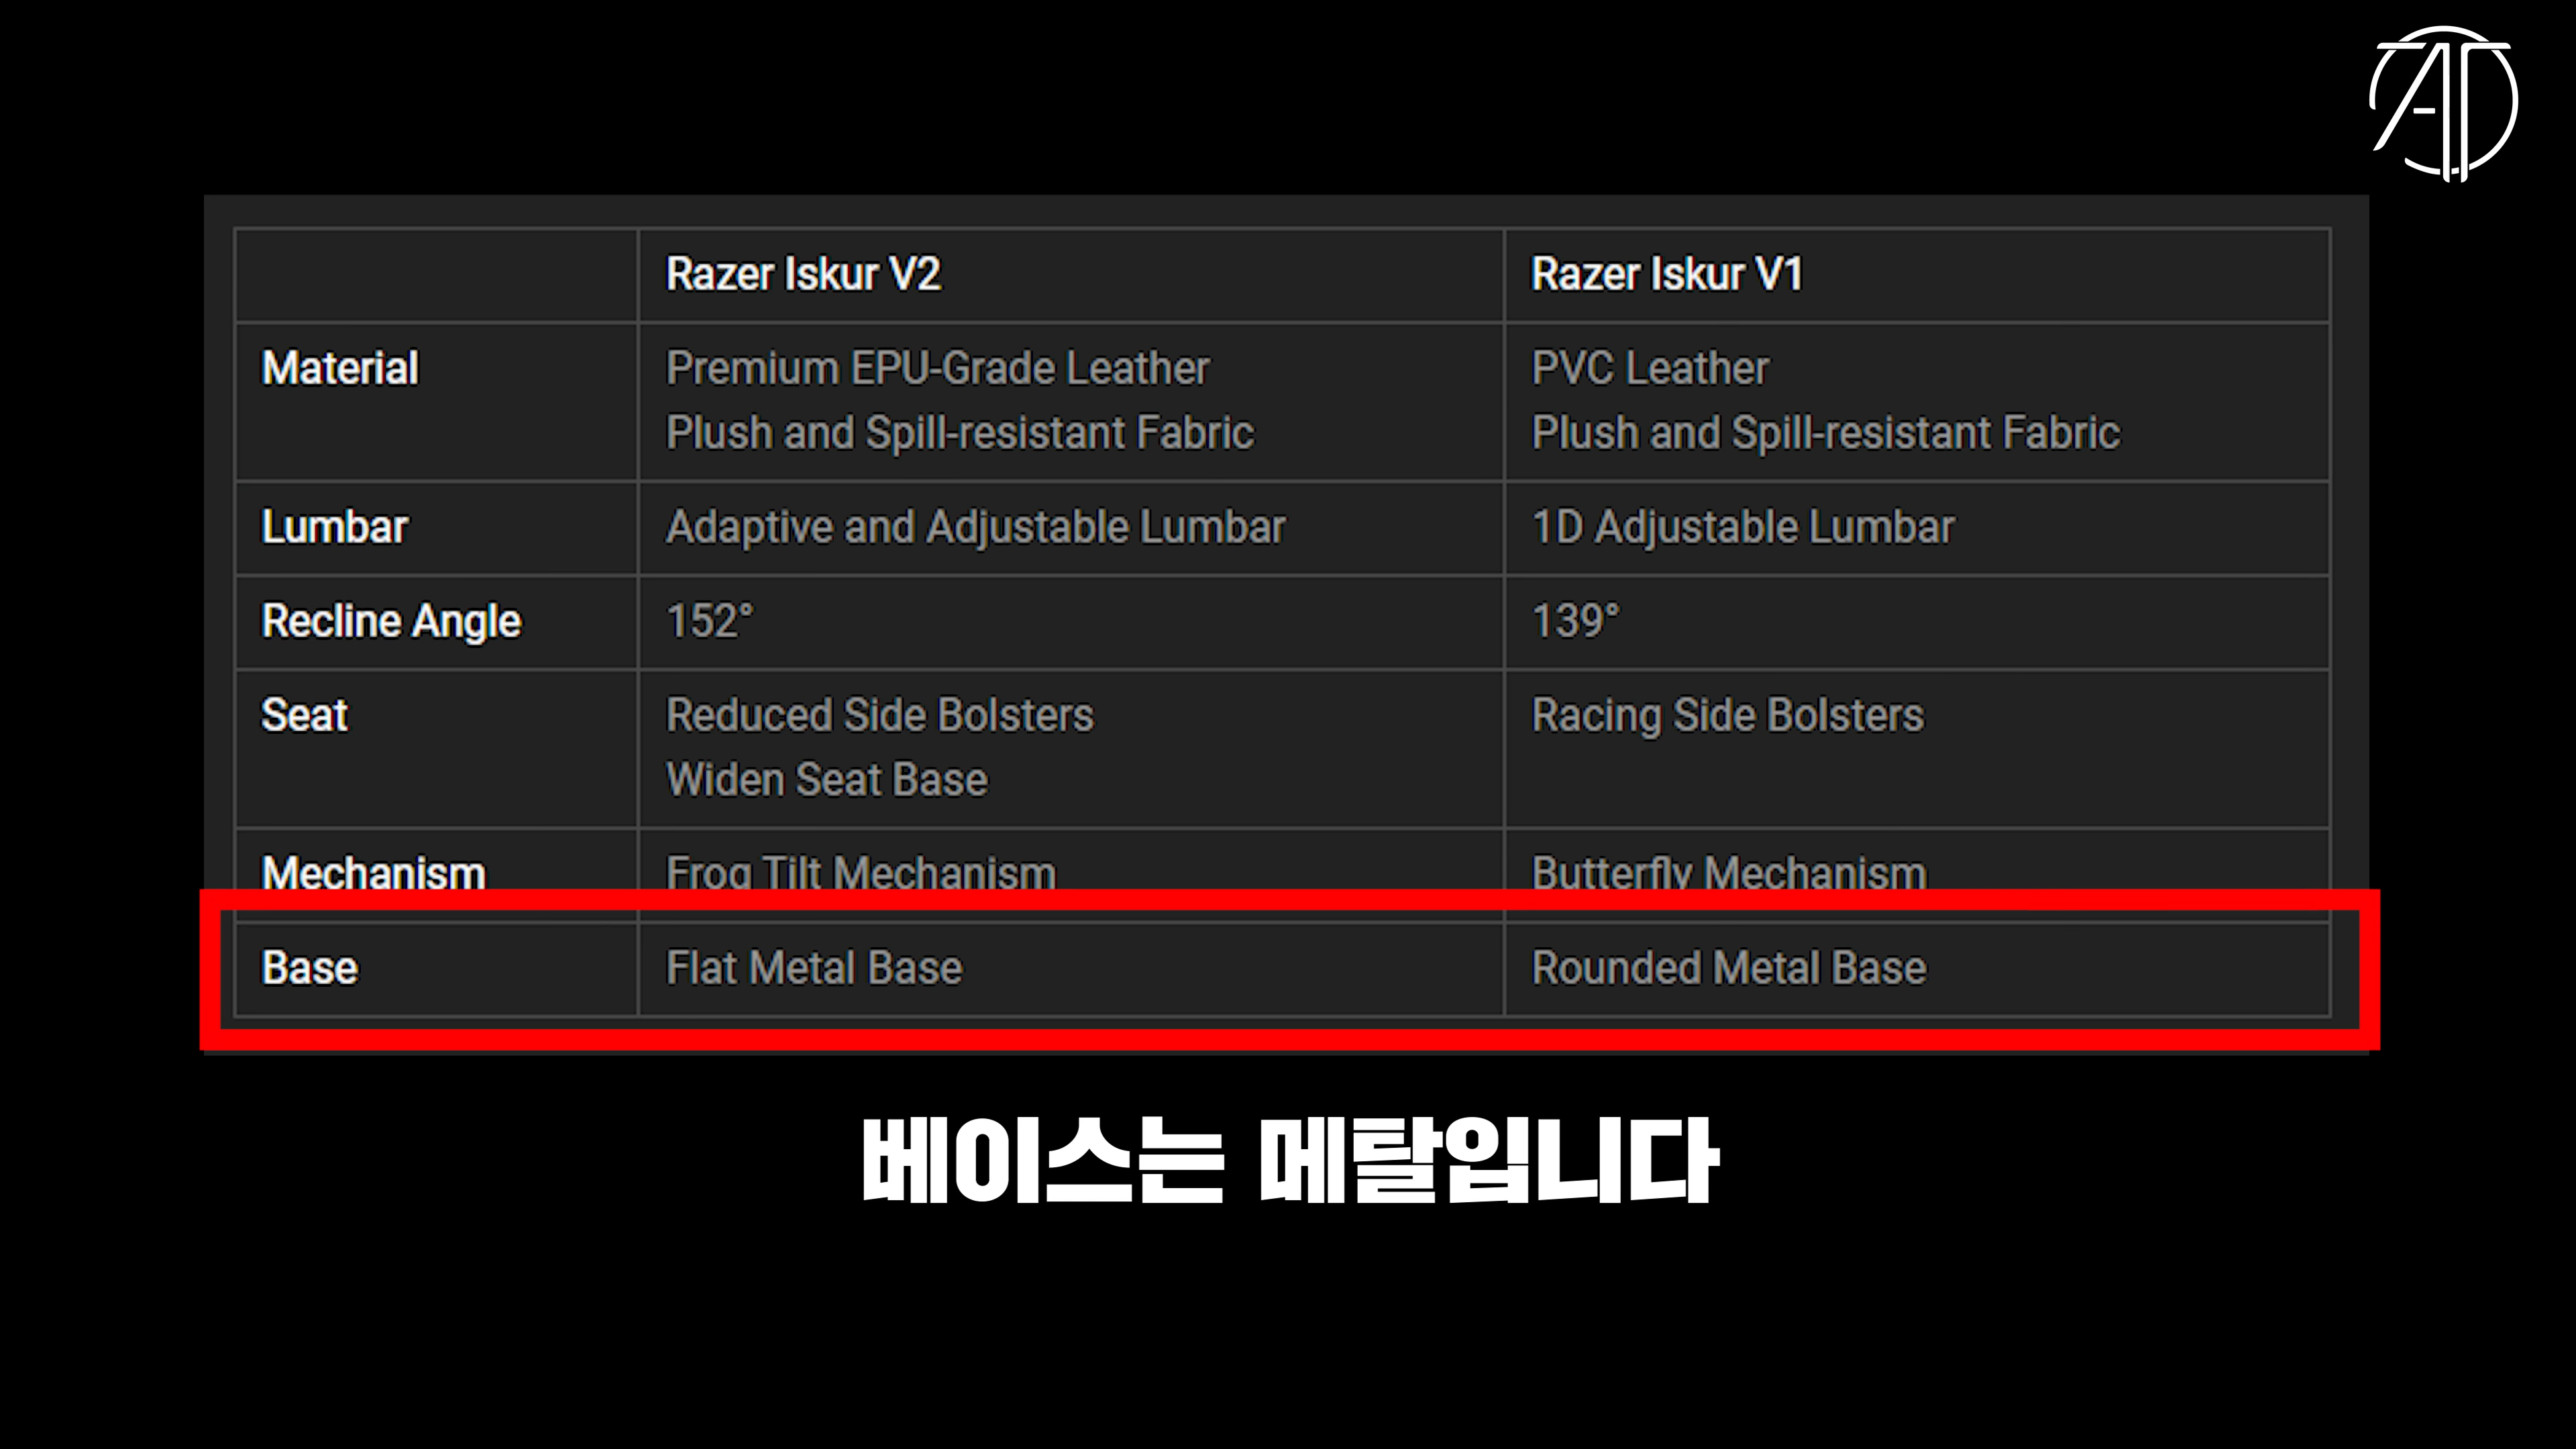 Razer Iskur V2 Razer Iskur V1
Material Premium EPU-Grade Leather PVC Leather
Plush and Spill-resistant Fabric Plush and Spill-resistant Fabric
Lumbar Adaptive and Adjustable Lumbar 1D Adjustable Lumbar
Recline Angle 152° 139°
Seat Reduced Side Bolsters Racing Side Bolsters
Widen Seat Base
Mechanism Frog Tilt Mechanism Butterfly Mechanism
Base Flat Metal Base Rounded Metal Base
베이스는 메탈입니다